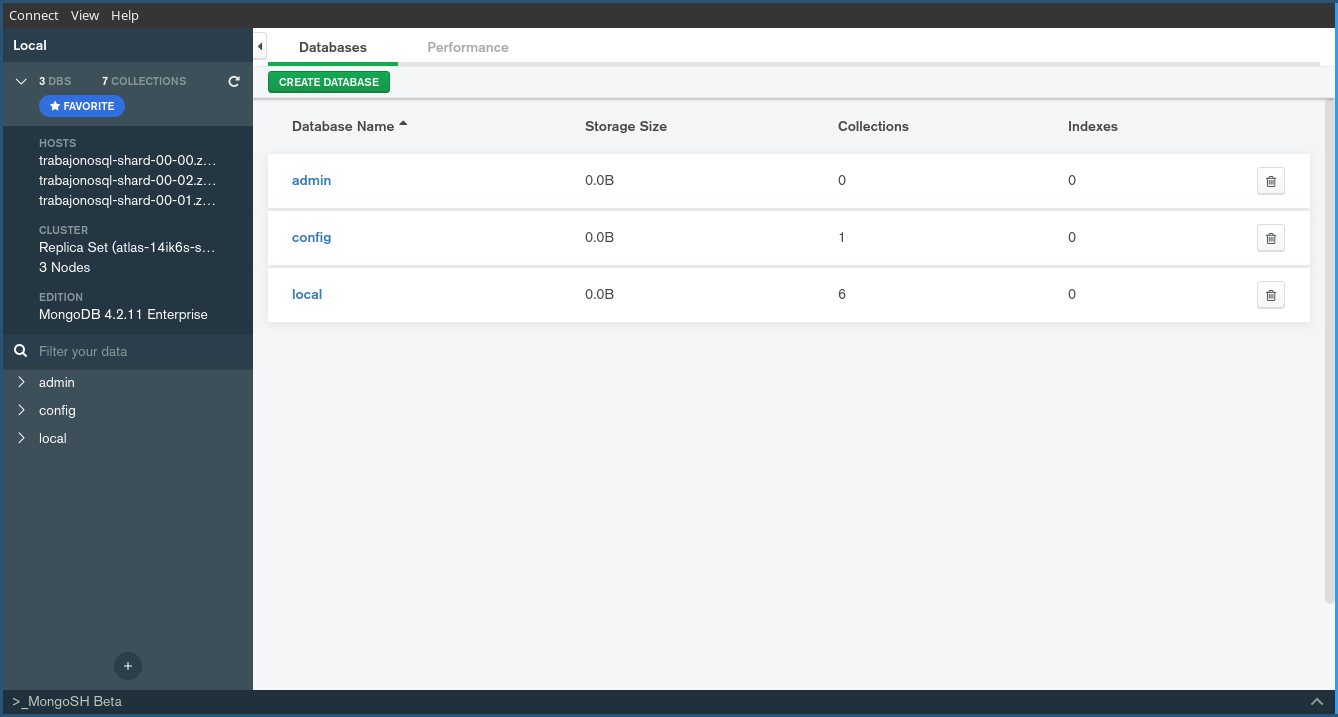 Connect View Help
Local
3 DBS 7 COLLECTIONS
FAVORITE
HOSTS
trabajonosql-shard-00-00.z…
trabajonosql-shard-00-02.z…
trabajonosql-shard-00-01.z…
CLUSTER
Replica Set (atlas-14ik6s-s…
3 Nodes
EDITION
MongoDB 4.2.11 Enterprise
Filter your data
admin
config
local
Databases Performance
CREATE DATABASE
Database Name Storage Size Collections Indexes
admin 0.0B 0 0
config 0.0B 1 0
local 0.0B 6 0
>_MongoSH Beta